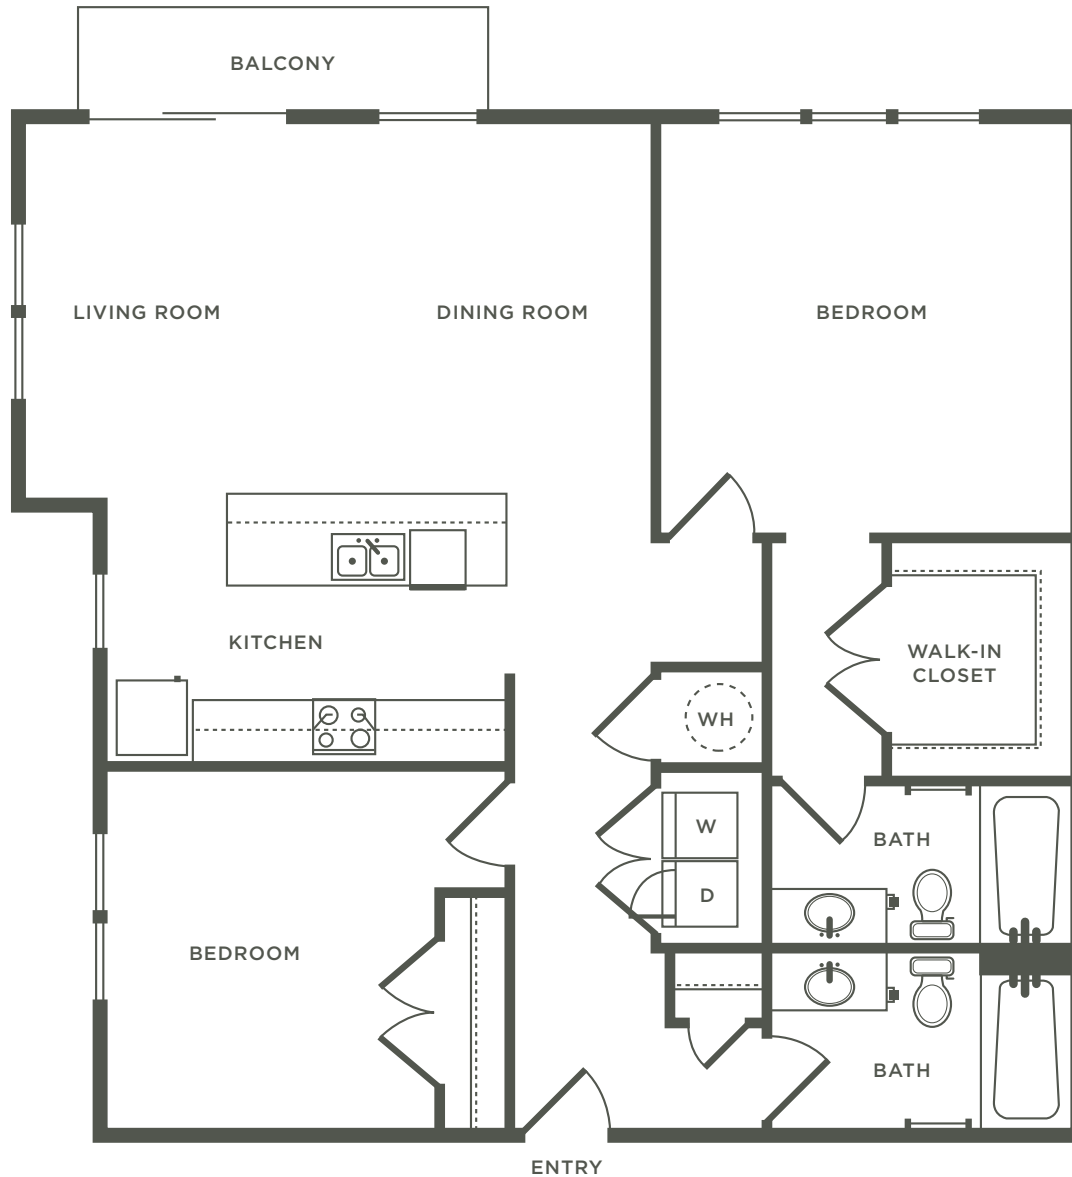 BALCONY
LIVING ROOM
DINING ROOM
BEDROOM
KITCHEN
WALK-IN
CLOSET
WH
W
BATH
D
BEDROOM
BATH
ENTRY